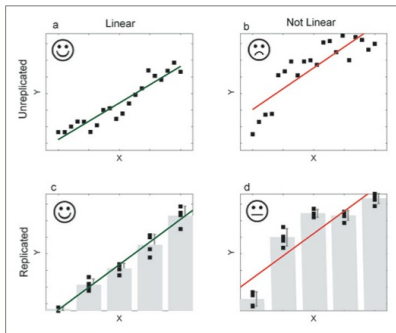 Linear
Not Linear
a
b
Unreplicated
Y
Y
X
X
c
d
Replicated
Y
Y
X
X